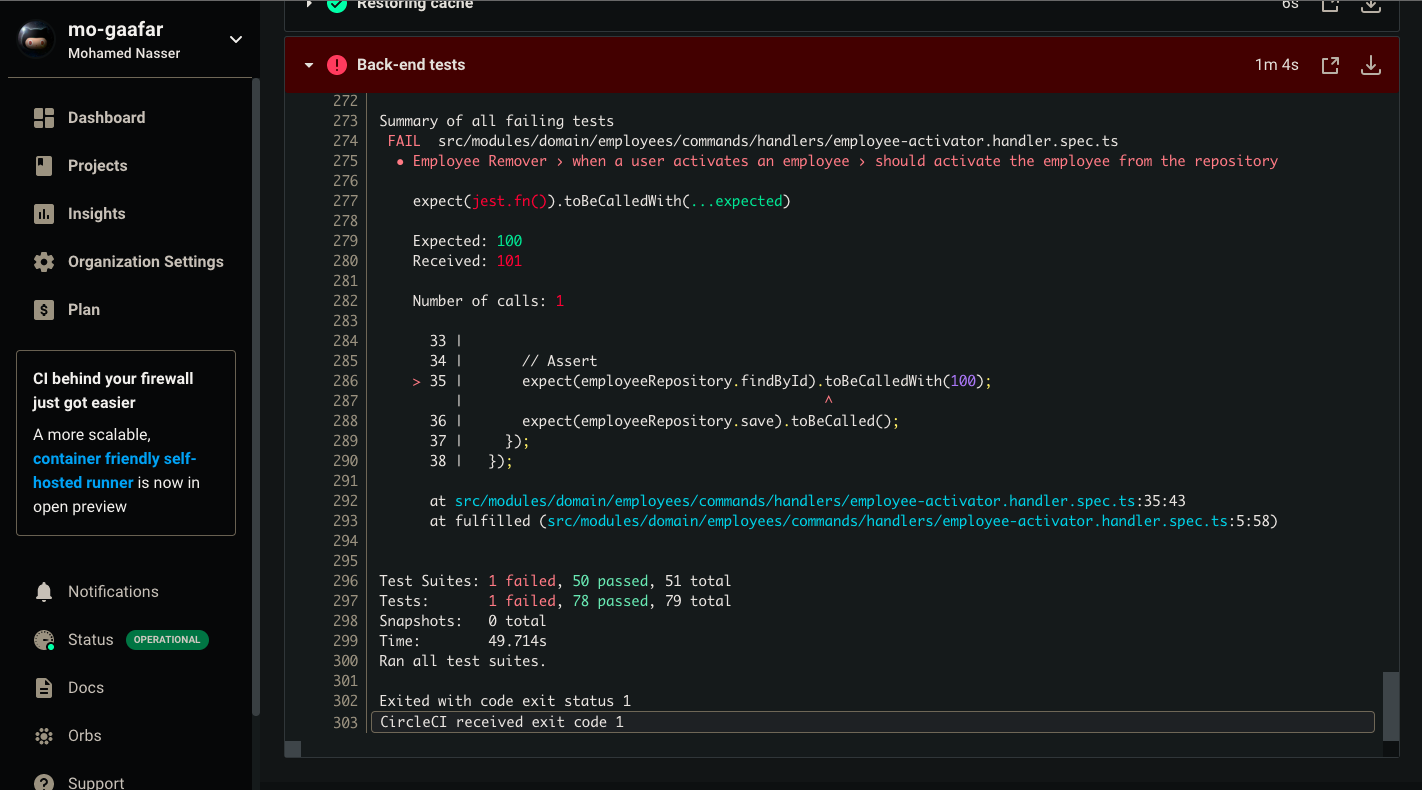 mo-gaafar
Mohamed Nasser
Dashboard
Projects
Insights
Organization Settings
Plan
CI behind your firewall
just got easier
A more scalable,
container friendly self-
hosted runner is now in
open preview
Notifications
Status OPERATIONAL
Docs
Orbs
Support
Restoring cache 6s
Back-end tests 1m 4s
272
273 Summary of all failing tests
274 FAIL src/modules/domain/employees/commands/handlers/employee-activator.handler.spec.ts
275 ● Employee Remover › when a user activates an employee › should activate the employee from the repository
276
277 expect(jest.fn()).toBeCalledWith(...expected)
278
279 Expected: 100
280 Received: 101
281
282 Number of calls: 1
283
284 33 |
285 34 | // Assert
286 > 35 | expect(employeeRepository.findById).toBeCalledWith(100);
287 | ^
288 36 | expect(employeeRepository.save).toBeCalled();
289 37 | });
290 38 | });
291
292 at src/modules/domain/employees/commands/handlers/employee-activator.handler.spec.ts:35:43
293 at fulfilled (src/modules/domain/employees/commands/handlers/employee-activator.handler.spec.ts:5:58)
294
295
296 Test Suites: 1 failed, 50 passed, 51 total
297 Tests: 1 failed, 78 passed, 79 total
298 Snapshots: 0 total
299 Time: 49.714s
300 Ran all test suites.
301
302 Exited with code exit status 1
303 CircleCI received exit code 1